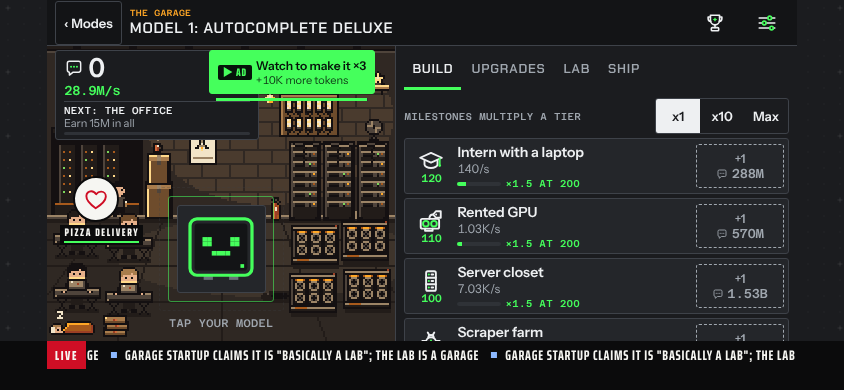 ‹ Modes
THE GARAGE
MODEL 1: AUTOCOMPLETE DELUXE
0
28.9M/s
NEXT: THE OFFICE
Earn 15M in all
AD
Watch to make it ×3
+10K more tokens
PIZZA DELIVERY
z
TAP YOUR MODEL
BUILD
UPGRADES
LAB
SHIP
MILESTONES MULTIPLY A TIER
x1
x10
Max
Intern with a laptop
140/s
120
×1.5 AT 200
+1
288M
Rented GPU
1.03K/s
110
×1.5 AT 200
+1
570M
Server closet
7.03K/s
100
×1.5 AT 200
+1
1.53B
Scraper farm
+1
LIVE
GE ■ GARAGE STARTUP CLAIMS IT IS "BASICALLY A LAB"; THE LAB IS A GARAGE ■ GARAGE STARTUP CLAIMS IT IS "BASICALLY A LAB"; THE LAB